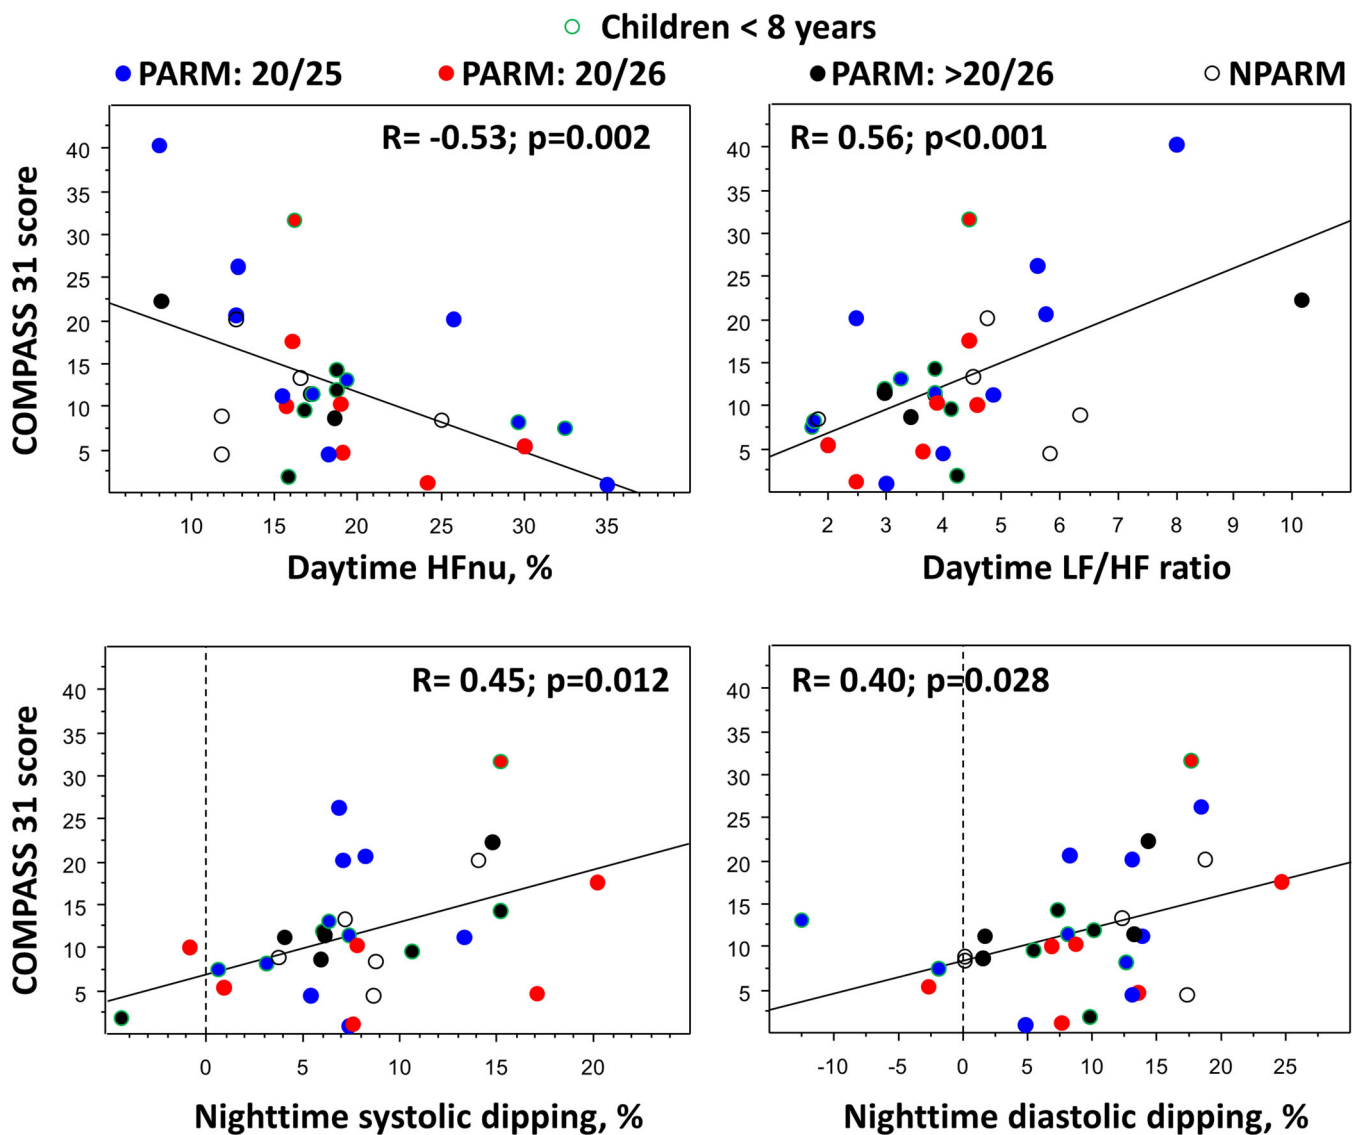 Children < 8 years
PARM: 20/25 PARM: 20/26 PARM: >20/26 NPARM
R= -0.53; p=0.002
COMPASS 31 score
40
35
30
25
20
15
10
5
10 15 20 25 30 35
Daytime HFnu, %
R= 0.56; p<0.001
40
35
30
25
20
15
10
5
2 3 4 5 6 7 8 9 10
Daytime LF/HF ratio
R= 0.45; p=0.012
COMPASS 31 score
40
35
30
25
20
15
10
5
0 5 10 15 20
Nighttime systolic dipping, %
R= 0.40; p=0.028
40
35
30
25
20
15
10
5
-10 -5 0 5 10 15 20 25
Nighttime diastolic dipping, %